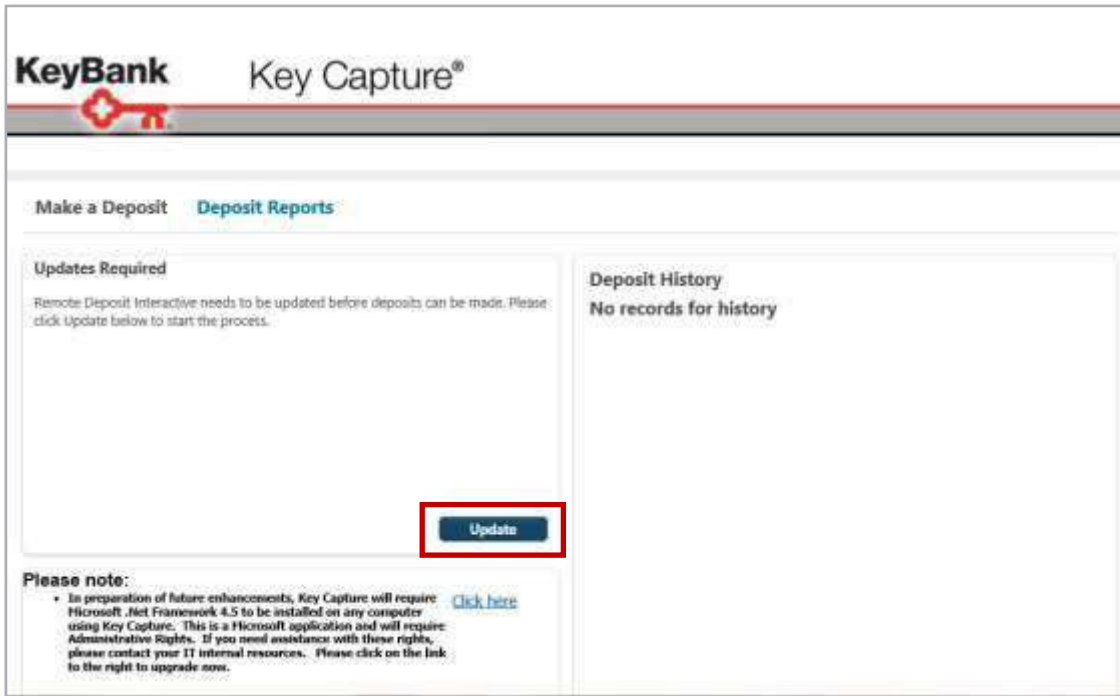 KeyBank
Key Capture®
Make a Deposit Deposit Reports
Updates Required
Remote Deposit Interactive needs to be updated before deposits can be made. Please
click Update below to start the process.
Update
Deposit History
No records for history
Please note:
• In preparation of future enhancements, Key Capture will require
Microsoft .Net Framework 4.5 to be installed on any computer
using Key Capture. This is a Microsoft application and will require
Administrative Rights. If you need assistance with these rights,
please contact your IT internal resources. Please click on the link
to the right to upgrade now.
Click here